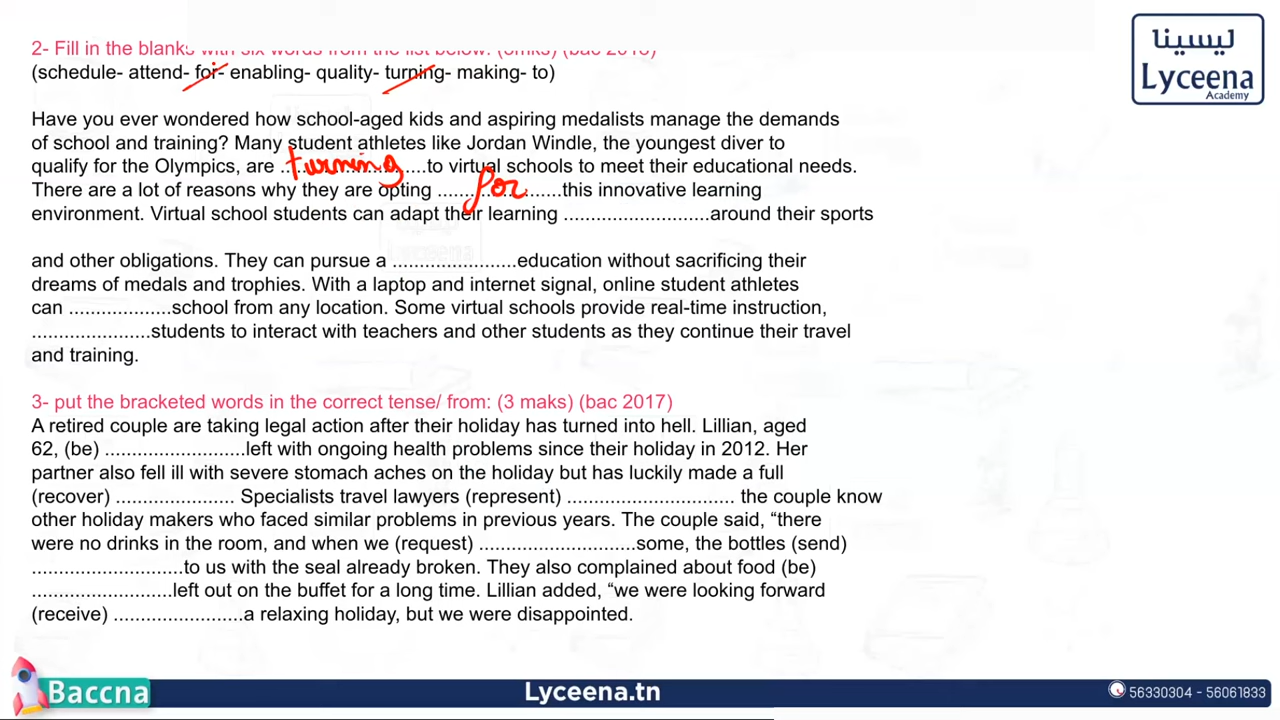 2- Fill in the blanks with six words from the list below: (3mks) (bac 2018)
(schedule- attend- for- enabling- quality- turning- making- to)
Have you ever wondered how school-aged kids and aspiring medalists manage the demands
of school and training? Many student athletes like Jordan Windle, the youngest diver to
qualify for the Olympics, are ...turning...to virtual schools to meet their educational needs.
There are a lot of reasons why they are opting ...for...this innovative learning
environment. Virtual school students can adapt their learning ...........................around their sports
and other obligations. They can pursue a .......................education without sacrificing their
dreams of medals and trophies. With a laptop and internet signal, online student athletes
can ...................school from any location. Some virtual schools provide real-time instruction,
......................students to interact with teachers and other students as they continue their travel
and training.
3- put the bracketed words in the correct tense/ from: (3 maks) (bac 2017)
A retired couple are taking legal action after their holiday has turned into hell. Lillian, aged
62, (be) ..........................left with ongoing health problems since their holiday in 2012. Her
partner also fell ill with severe stomach aches on the holiday but has luckily made a full
(recover) ...................... Specialists travel lawyers (represent) ............................... the couple know
other holiday makers who faced similar problems in previous years. The couple said, “there
were no drinks in the room, and when we (request) .............................some, the bottles (send)
............................to us with the seal already broken. They also complained about food (be)
..........................left out on the buffet for a long time. Lillian added, “we were looking forward
(receive) ........................a relaxing holiday, but we were disappointed.
ليسينا
Lyceena
Academy
Baccna
Lyceena.tn
56330304 - 56061833